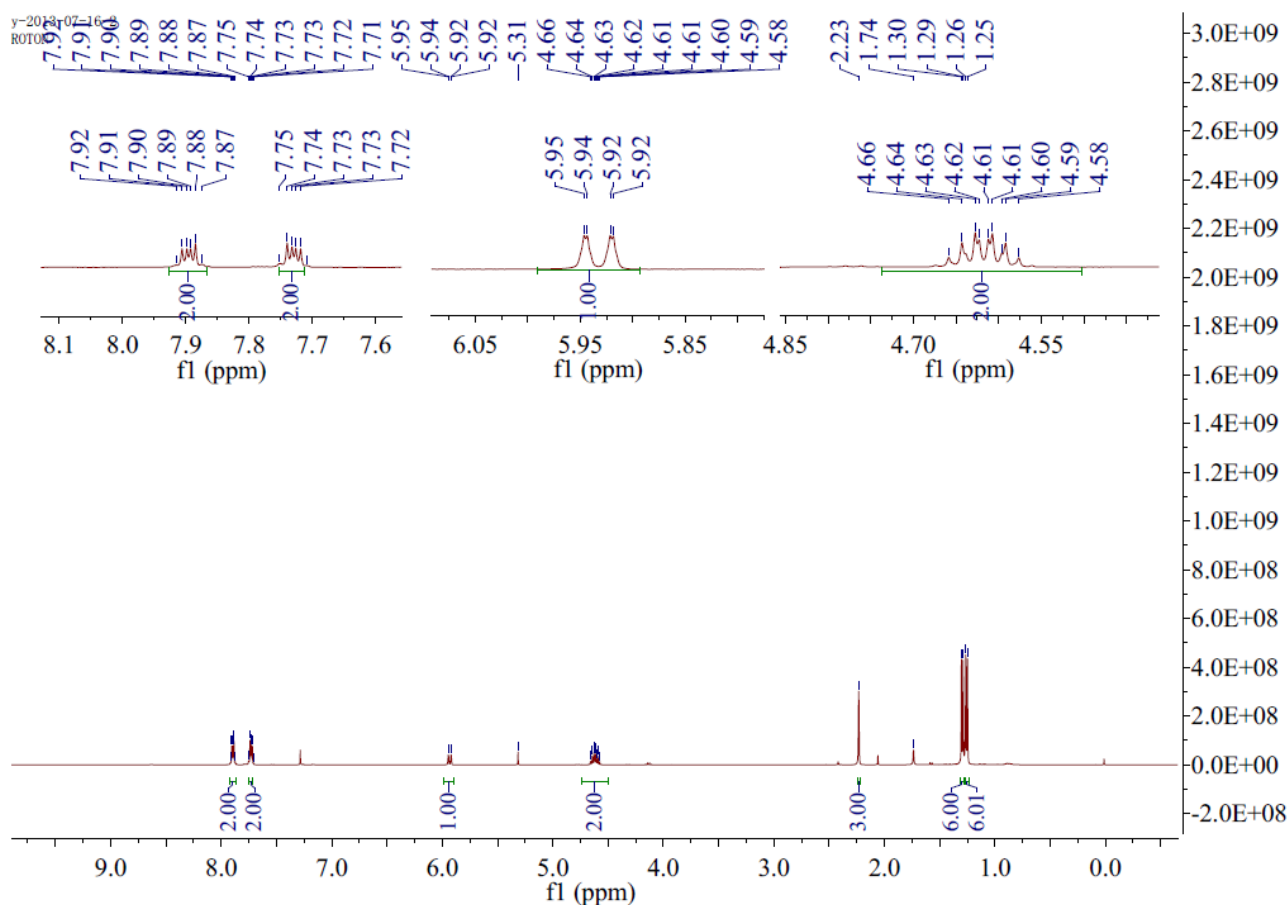 y-2013-07-16-3
ROTON
7.92 7.91 7.90 7.89 7.88 7.87 7.75 7.74 7.73 7.73 7.72 7.71 5.95 5.94 5.92 5.92 5.31 4.66 4.64 4.63 4.62 4.61 4.61 4.60 4.59 4.58 2.23 1.74 1.30 1.29 1.26 1.25
3.0E+09
2.8E+09
2.6E+09
2.4E+09
2.2E+09
2.0E+09
1.8E+09
1.6E+09
1.4E+09
1.2E+09
1.0E+09
8.0E+08
6.0E+08
4.0E+08
2.0E+08
0.0E+00
-2.0E+08
7.92 7.91 7.90 7.89 7.88 7.87 7.75 7.74 7.73 7.73 7.72
2.00 2.00
8.1 8.0 7.9 7.8 7.7 7.6
f1 (ppm)
5.95 5.94 5.92 5.92
1.00
6.05 5.95 5.85
f1 (ppm)
4.66 4.64 4.63 4.62 4.61 4.61 4.60 4.59 4.58
2.00
4.85 4.70 4.55
f1 (ppm)
2.00 2.00 1.00 2.00 3.00 6.00 6.01
9.0 8.0 7.0 6.0 5.0 4.0 3.0 2.0 1.0 0.0
f1 (ppm)